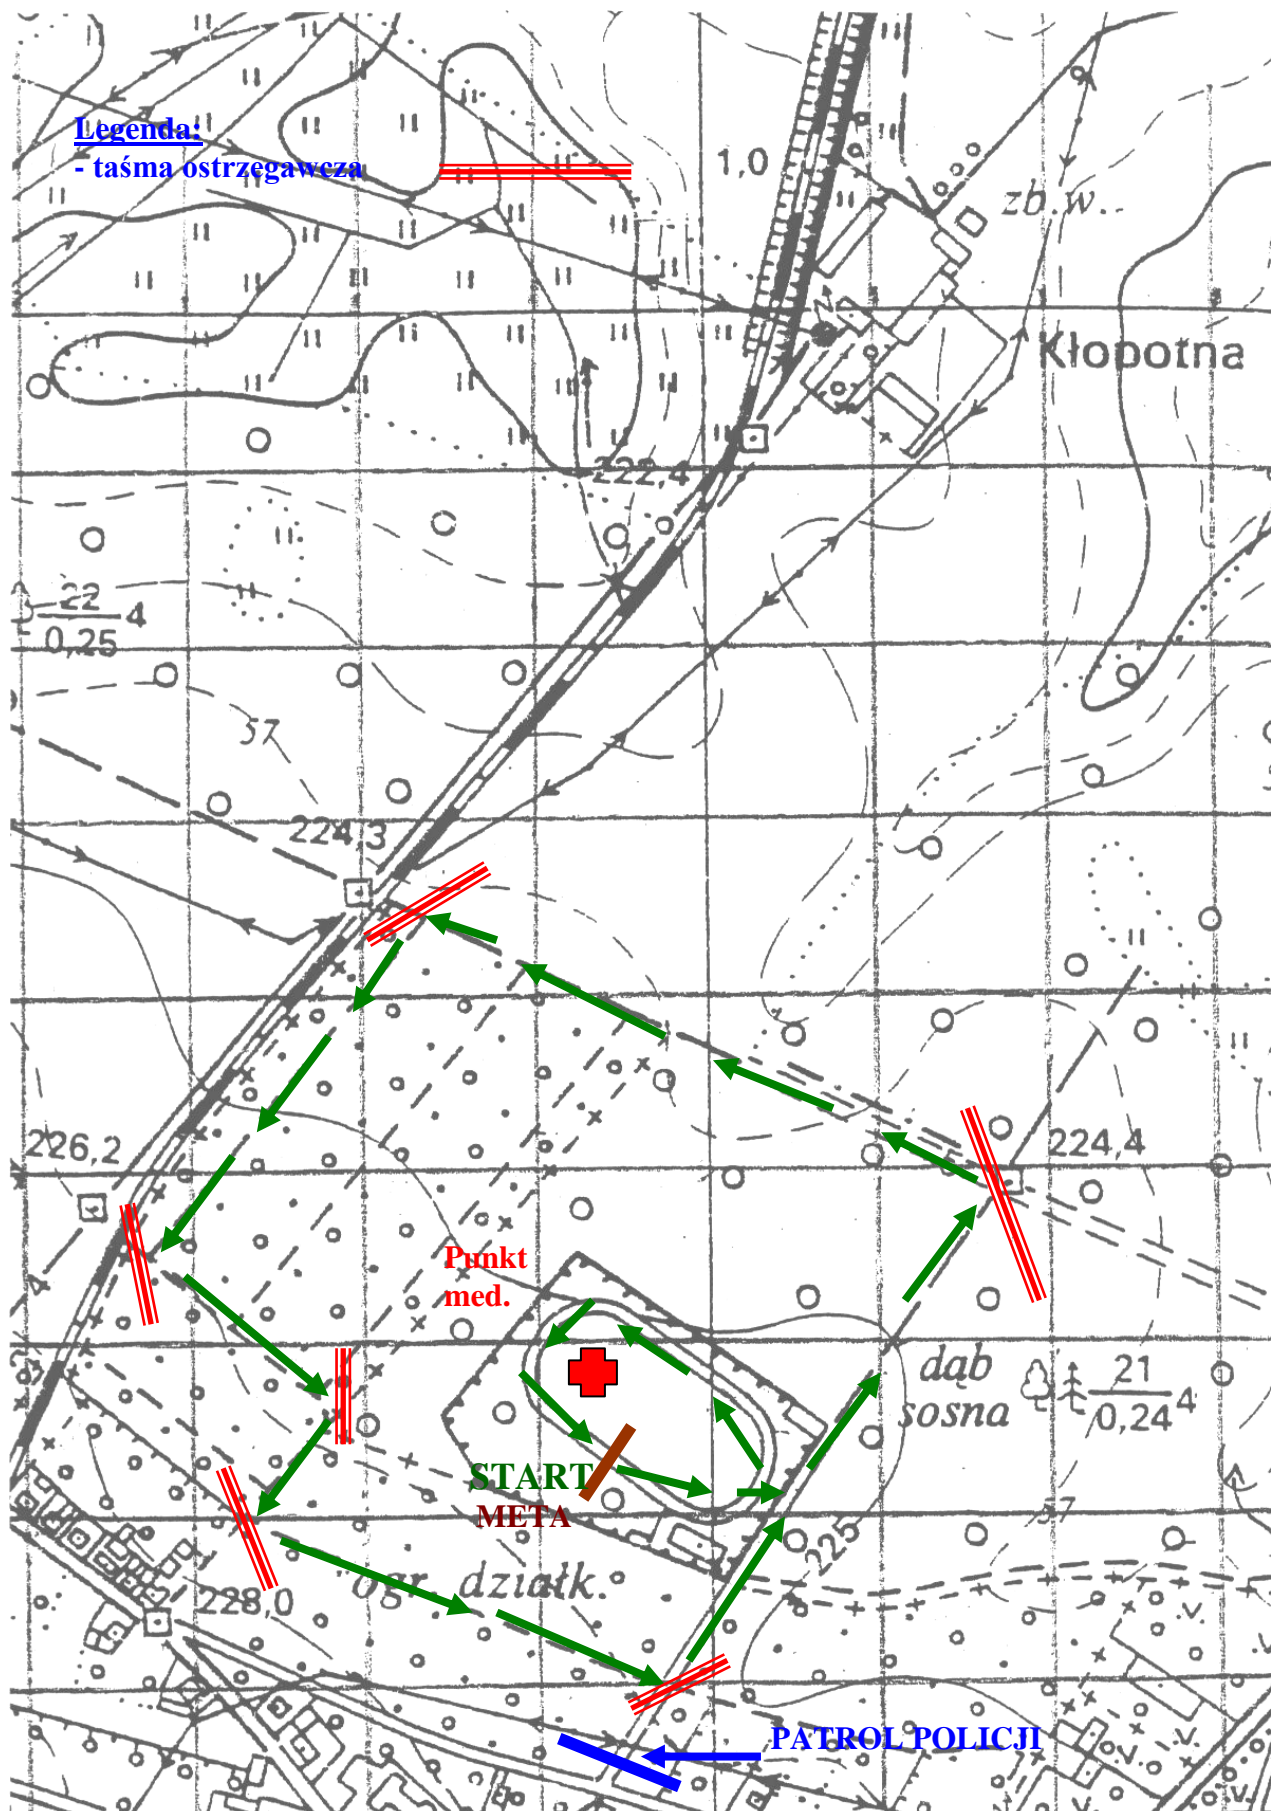 Legenda:
- taśma ostrzegawcza
1,0
zb.w.
Kłopotna
222,4
22
4
0,25
57
224,3
226,2
224,4
Punkt
med.
dąb
sosna
21
4
0,24
START
META
225
57
ogr. działk.
228,0
PATROL POLICJI